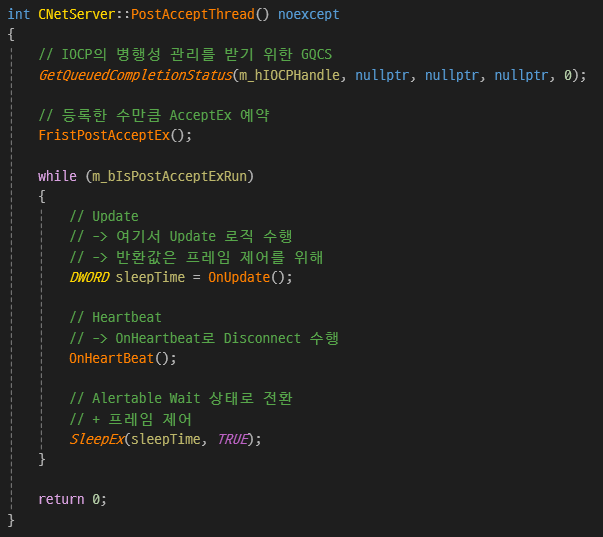 int CNetServer::PostAcceptThread() noexcept
{
// IOCP의 병행성 관리를 받기 위한 GQCS
GetQueuedCompletionStatus(m_hIOCPHandle, nullptr, nullptr, nullptr, 0);
// 등록한 수만큼 AcceptEx 예약
FristPostAcceptEx();
while (m_bIsPostAcceptExRun)
{
// Update
// -> 여기서 Update 로직 수행
// -> 반환값은 프레임 제어를 위해
DWORD sleepTime = OnUpdate();
// Heartbeat
// -> OnHeartbeat로 Disconnect 수행
OnHeartBeat();
// Alertable Wait 상태로 전환
// + 프레임 제어
SleepEx(sleepTime, TRUE);
}
return 0;
}